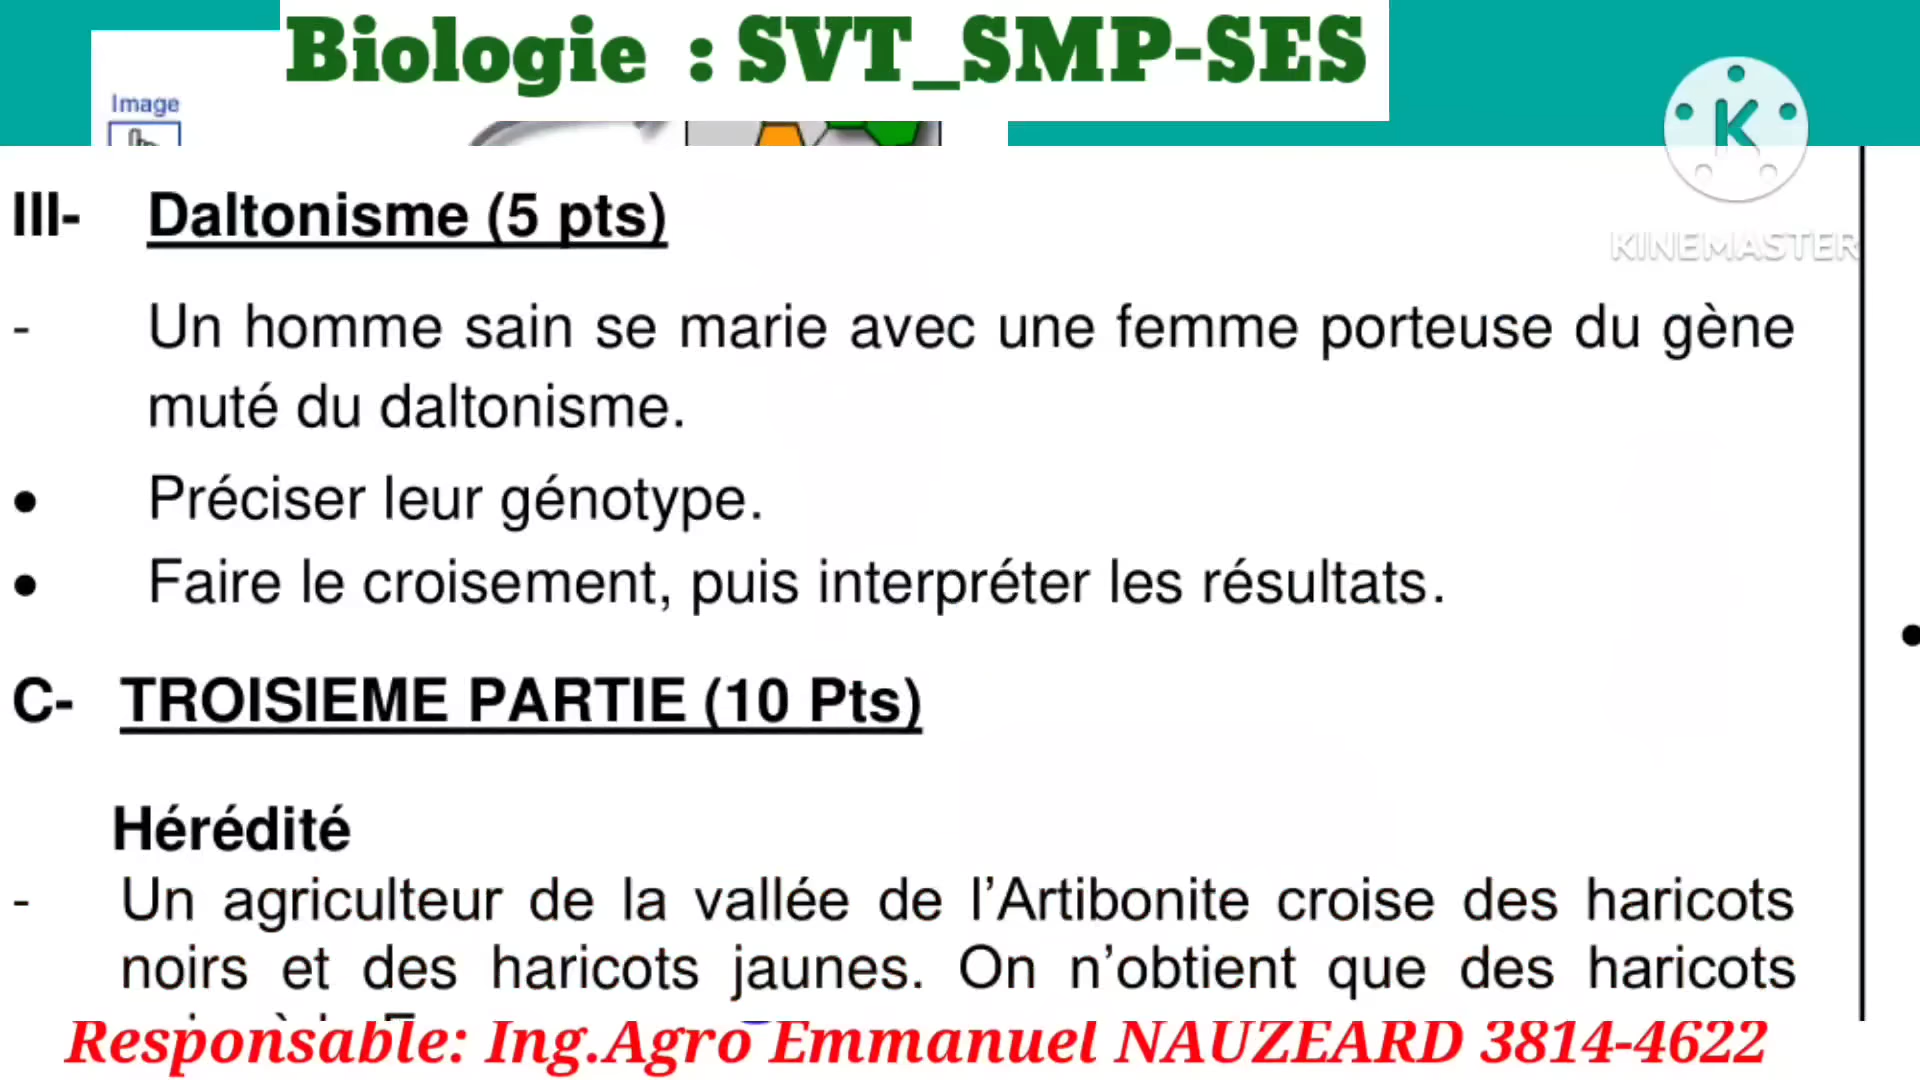 Biologie : SVT_SMP-SES
Image
KINEMASTER
III- Daltonisme (5 pts)
- Un homme sain se marie avec une femme porteuse du gène
muté du daltonisme.
• Préciser leur génotype.
• Faire le croisement, puis interpréter les résultats.
C- TROISIEME PARTIE (10 Pts)
Hérédité
- Un agriculteur de la vallée de l’Artibonite croise des haricots
noirs et des haricots jaunes. On n’obtient que des haricots
Responsable: Ing.Agro Emmanuel NAUZEARD 3814-4622